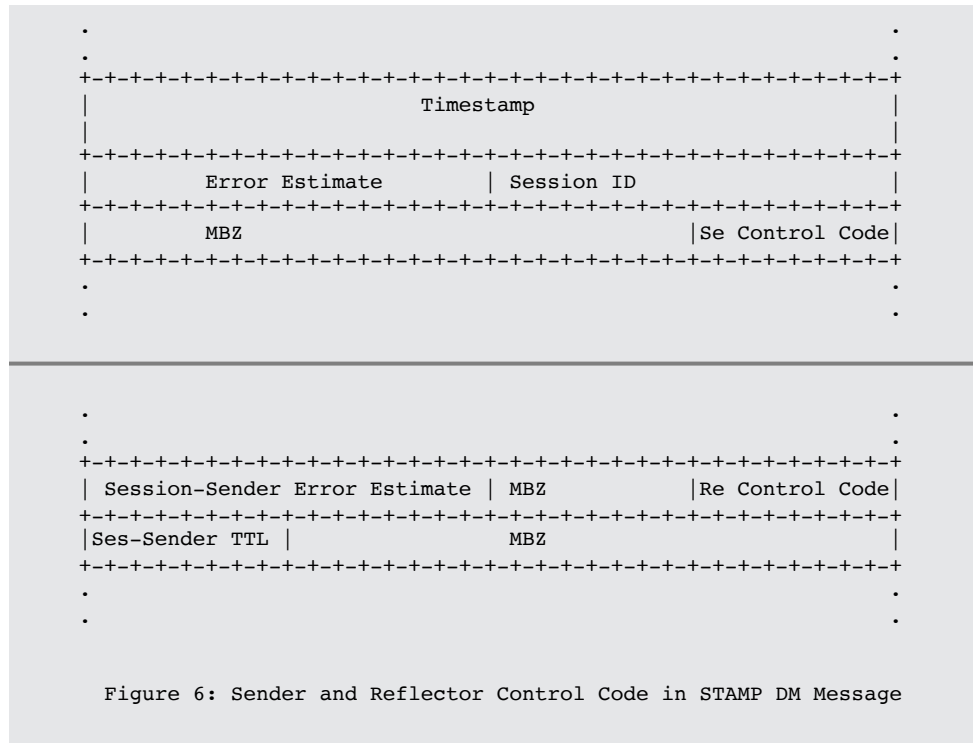 .                                                               .
.                                                               .
+-+-+-+-+-+-+-+-+-+-+-+-+-+-+-+-+-+-+-+-+-+-+-+-+-+-+-+-+-+-+-+-+
|                          Timestamp                            |
|                                                               |
+-+-+-+-+-+-+-+-+-+-+-+-+-+-+-+-+-+-+-+-+-+-+-+-+-+-+-+-+-+-+-+-+
|         Error Estimate        | Session ID                    |
+-+-+-+-+-+-+-+-+-+-+-+-+-+-+-+-+-+-+-+-+-+-+-+-+-+-+-+-+-+-+-+-+
|         MBZ                                   |Se Control Code|
+-+-+-+-+-+-+-+-+-+-+-+-+-+-+-+-+-+-+-+-+-+-+-+-+-+-+-+-+-+-+-+-+
.                                                               .
.                                                               .
.                                                               .
.                                                               .
+-+-+-+-+-+-+-+-+-+-+-+-+-+-+-+-+-+-+-+-+-+-+-+-+-+-+-+-+-+-+-+-+
| Session-Sender Error Estimate | MBZ           |Re Control Code|
+-+-+-+-+-+-+-+-+-+-+-+-+-+-+-+-+-+-+-+-+-+-+-+-+-+-+-+-+-+-+-+-+
|Ses-Sender TTL |                 MBZ                           |
+-+-+-+-+-+-+-+-+-+-+-+-+-+-+-+-+-+-+-+-+-+-+-+-+-+-+-+-+-+-+-+-+
.                                                               .
.                                                               .
Figure 6: Sender and Reflector Control Code in STAMP DM Message